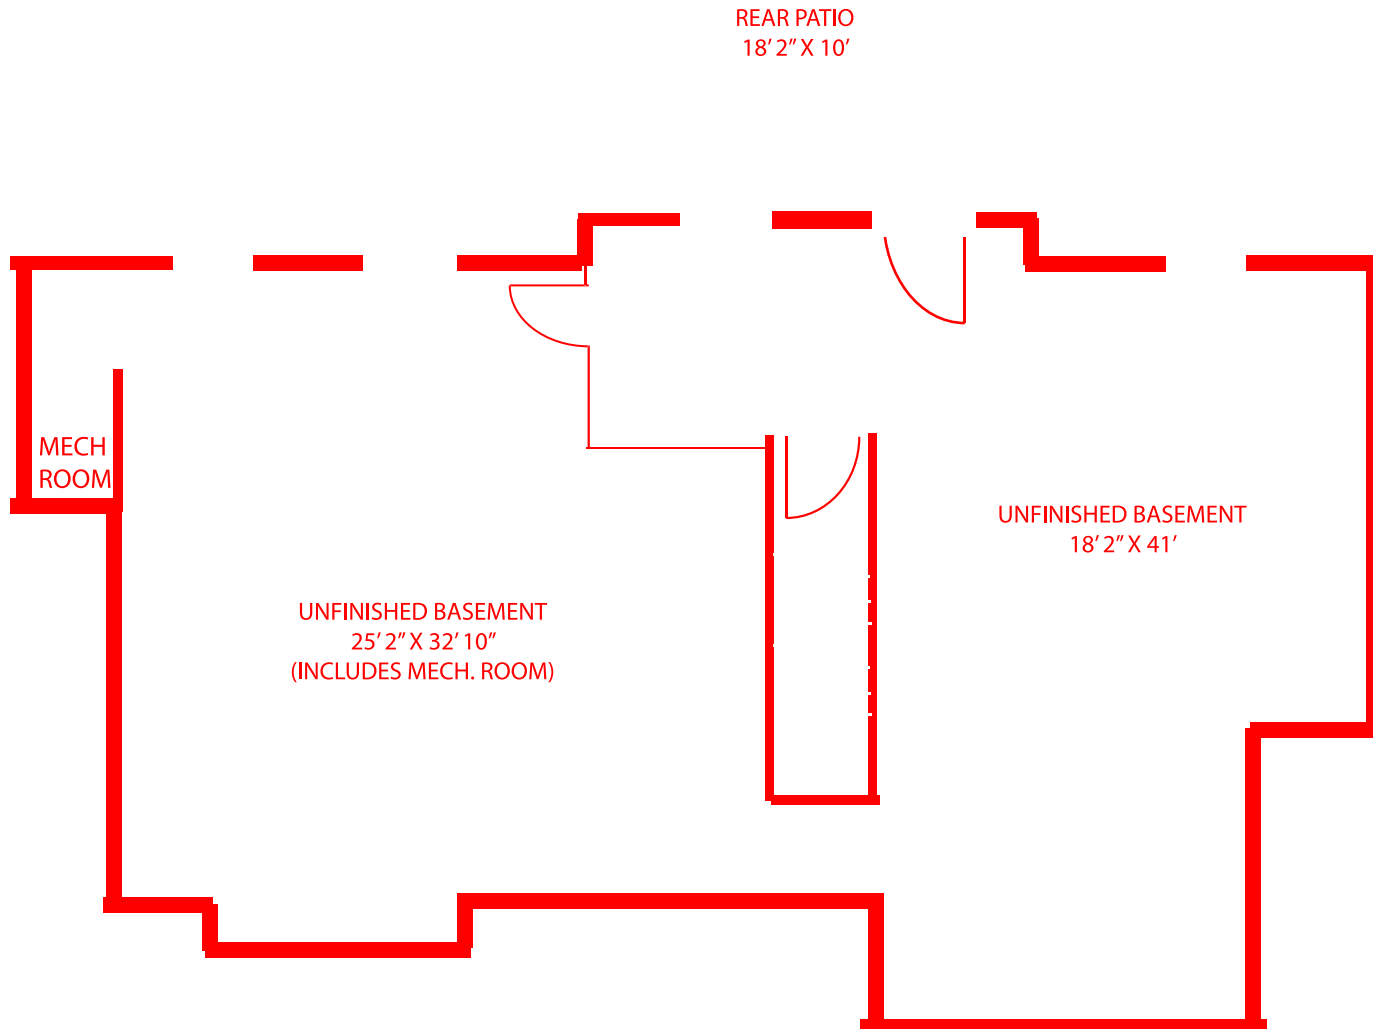 REAR PATIO
18’ 2” X 10’
MECH
ROOM
UNFINISHED BASEMENT
18’ 2” X 41’
UNFINISHED BASEMENT
25’ 2” X 32’ 10”
(INCLUDES MECH. ROOM)